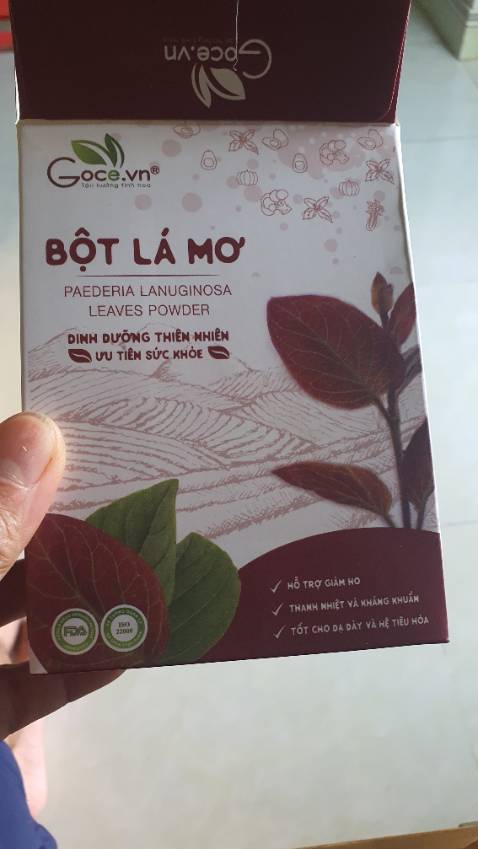 Goce.vn
Goce.vn®
Tận hưởng tinh hoa
BỘT LÁ MƠ
PAEDERIA LANUGINOSA
LEAVES POWDER
DINH DƯỠNG THIÊN NHIÊN
ƯU TIÊN SỨC KHỎE
✓ HỖ TRỢ GIẢM HO
✓ THANH NHIỆT VÀ KHÁNG KHUẨN
✓ TỐT CHO DẠ DÀY VÀ HỆ TIÊU HÓA
FDA
ISO
22000